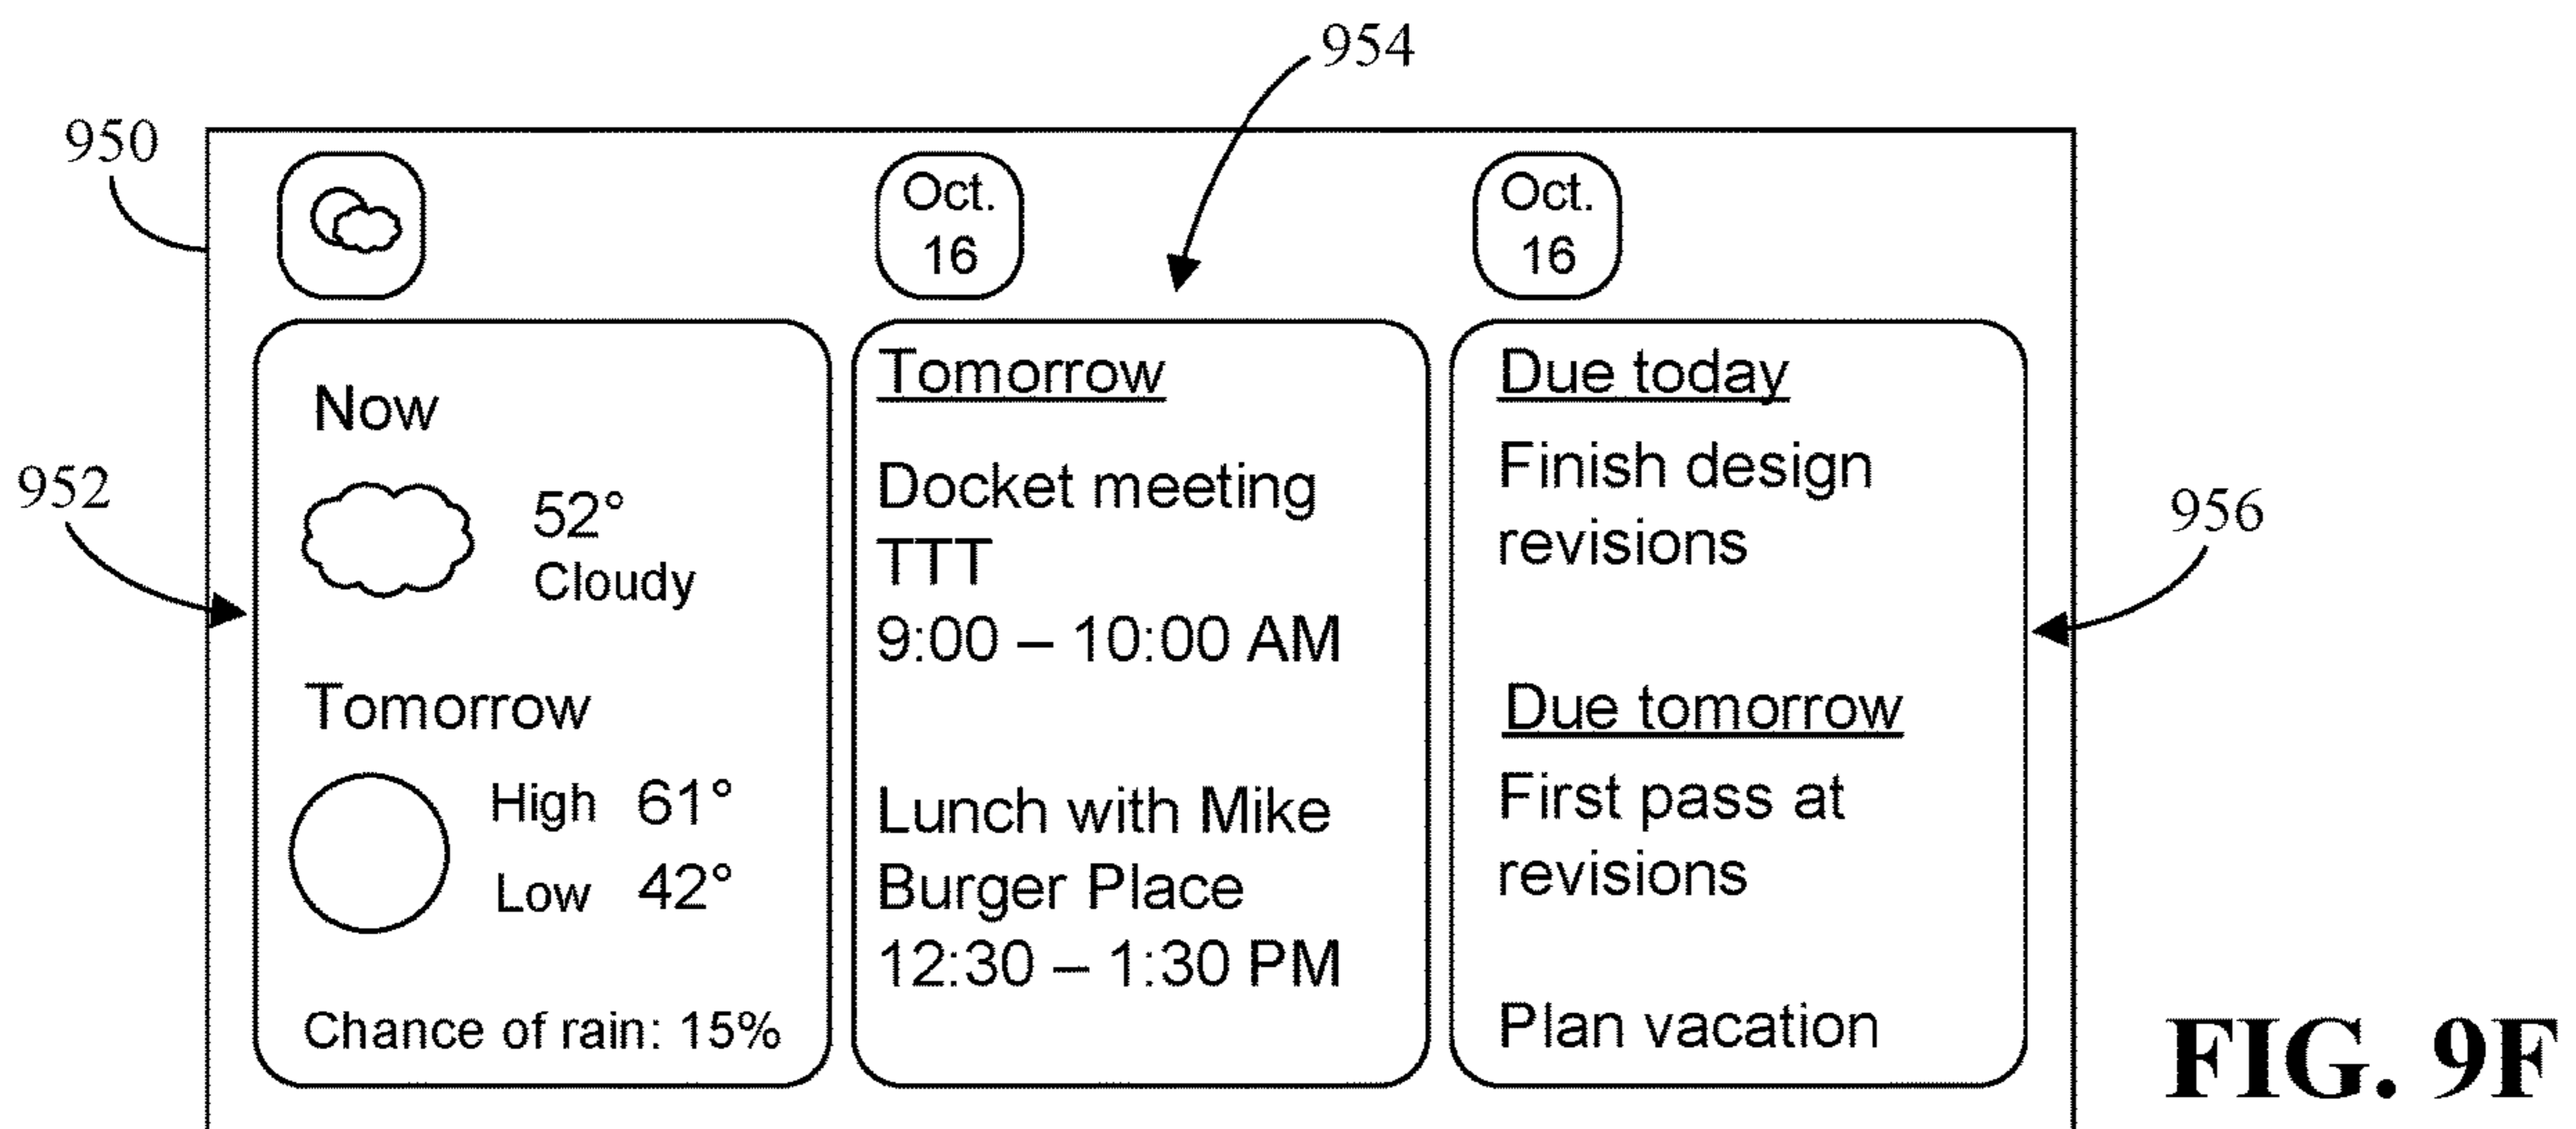 954
950
Oct.
16
Oct.
16
952
Now
52°
Cloudy
Tomorrow
High 61°
Low 42°
Chance of rain: 15%
Tomorrow
Docket meeting
TTT
9:00 – 10:00 AM
Lunch with Mike
Burger Place
12:30 – 1:30 PM
Due today
Finish design
revisions
Due tomorrow
First pass at
revisions
Plan vacation
956
FIG. 9F